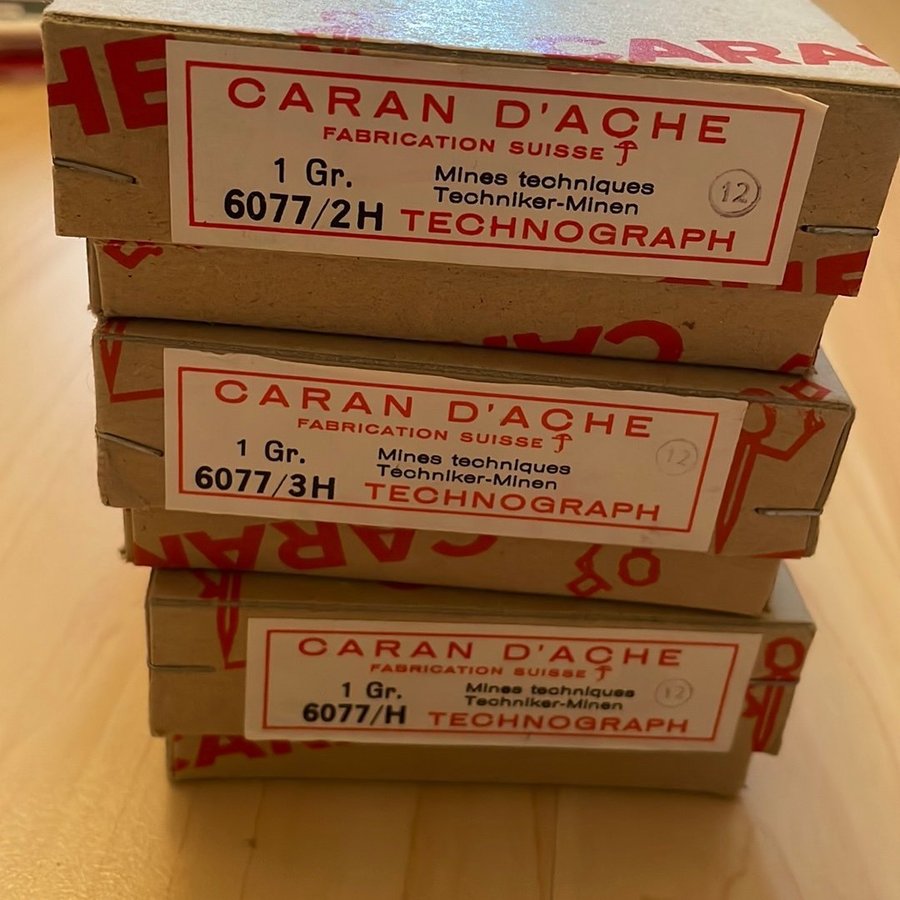 CARAN D'ACHE
FABRICATION SUISSE
1 Gr.
Mines techniques
Techniker-Minen
12
6077/2H TECHNOGRAPH
CARAN D'ACHE
FABRICATION SUISSE
1 Gr.
Mines techniques
Techniker-Minen
12
6077/3H TECHNOGRAPH
CARAN D'ACHE
FABRICATION SUISSE
1 Gr.
Mines techniques
Techniker-Minen
12
6077/H TECHNOGRAPH